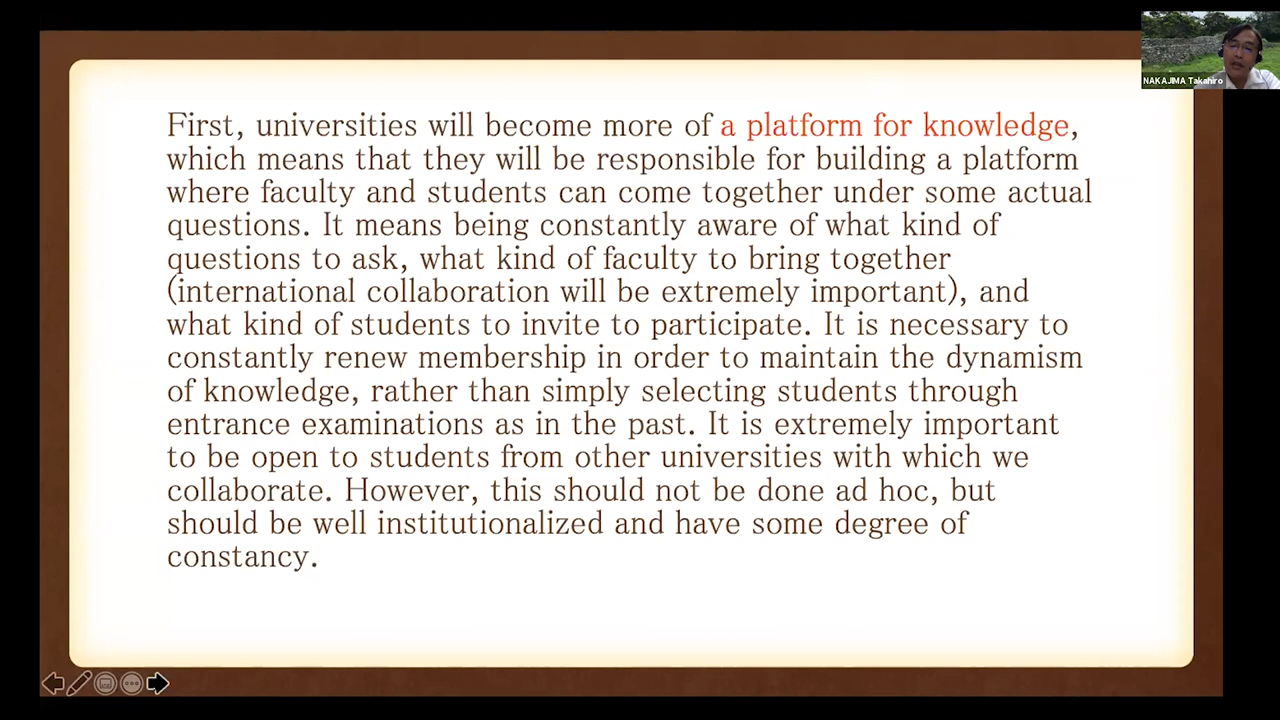 NAKAJIMA Takahiro
First, universities will become more of a platform for knowledge,
which means that they will be responsible for building a platform
where faculty and students can come together under some actual
questions. It means being constantly aware of what kind of
questions to ask, what kind of faculty to bring together
(international collaboration will be extremely important), and
what kind of students to invite to participate. It is necessary to
constantly renew membership in order to maintain the dynamism
of knowledge, rather than simply selecting students through
entrance examinations as in the past. It is extremely important
to be open to students from other universities with which we
collaborate. However, this should not be done ad hoc, but
should be well institutionalized and have some degree of
constancy.